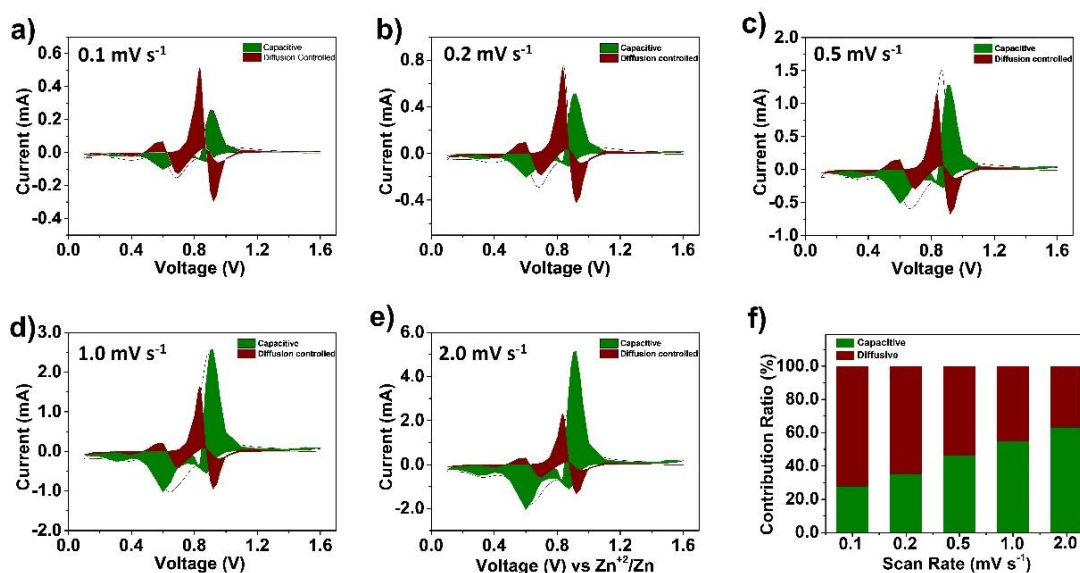 a)
0.1 mV s⁻¹
Capacitive
Diffusion Controlled
0.6
0.4
0.2
0.0
-0.2
-0.4
Current (mA)
0.0 0.4 0.8 1.2 1.6
Voltage (V)
b)
0.2 mV s⁻¹
Capacitive
Diffusion controlled
0.8
0.4
0.0
-0.4
Current (mA)
0.0 0.4 0.8 1.2 1.6
Voltage (V)
c)
0.5 mV s⁻¹
Capacitive
Diffusion controlled
2.0
1.5
1.0
0.5
0.0
-0.5
-1.0
Current (mA)
0.0 0.4 0.8 1.2 1.6
Voltage (V)
d)
1.0 mV s⁻¹
Capacitive
Diffusion controlled
3.0
2.0
1.0
0.0
-1.0
-2.0
Current (mA)
0.0 0.4 0.8 1.2 1.6
Voltage (V)
e)
2.0 mV s⁻¹
Capacitive
Diffusion controlled
6.0
4.0
2.0
0.0
-2.0
Current (mA)
0.0 0.4 0.8 1.2 1.6
Voltage (V) vs Zn⁺²/Zn
f)
Capacitive
Diffusive
100.0
80.0
60.0
40.0
20.0
0.0
Contribution Ratio (%)
0.1 0.2 0.5 1.0 2.0
Scan Rate (mV s⁻¹)